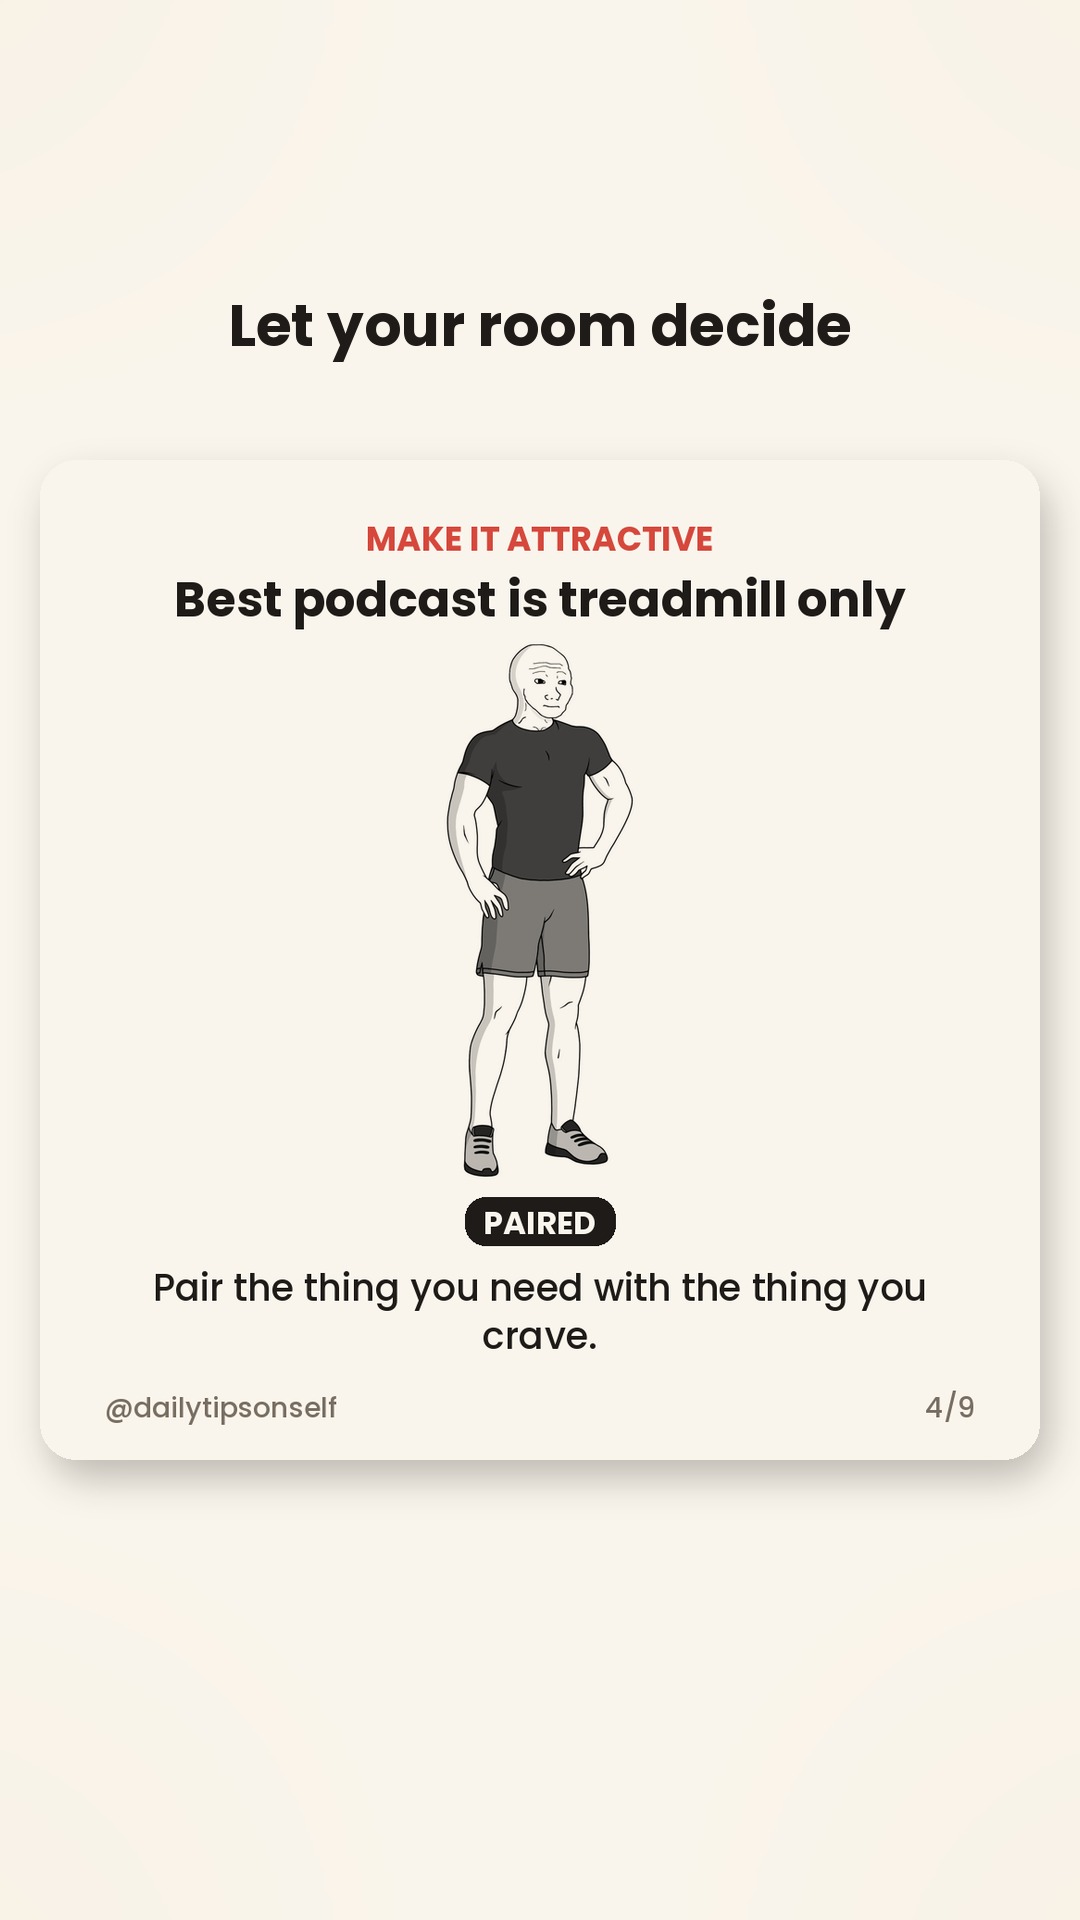 Let your room decide
MAKE IT ATTRACTIVE
Best podcast is treadmill only
PAIRED
Pair the thing you need with the thing you
crave.
@dailytipsonself
4/9